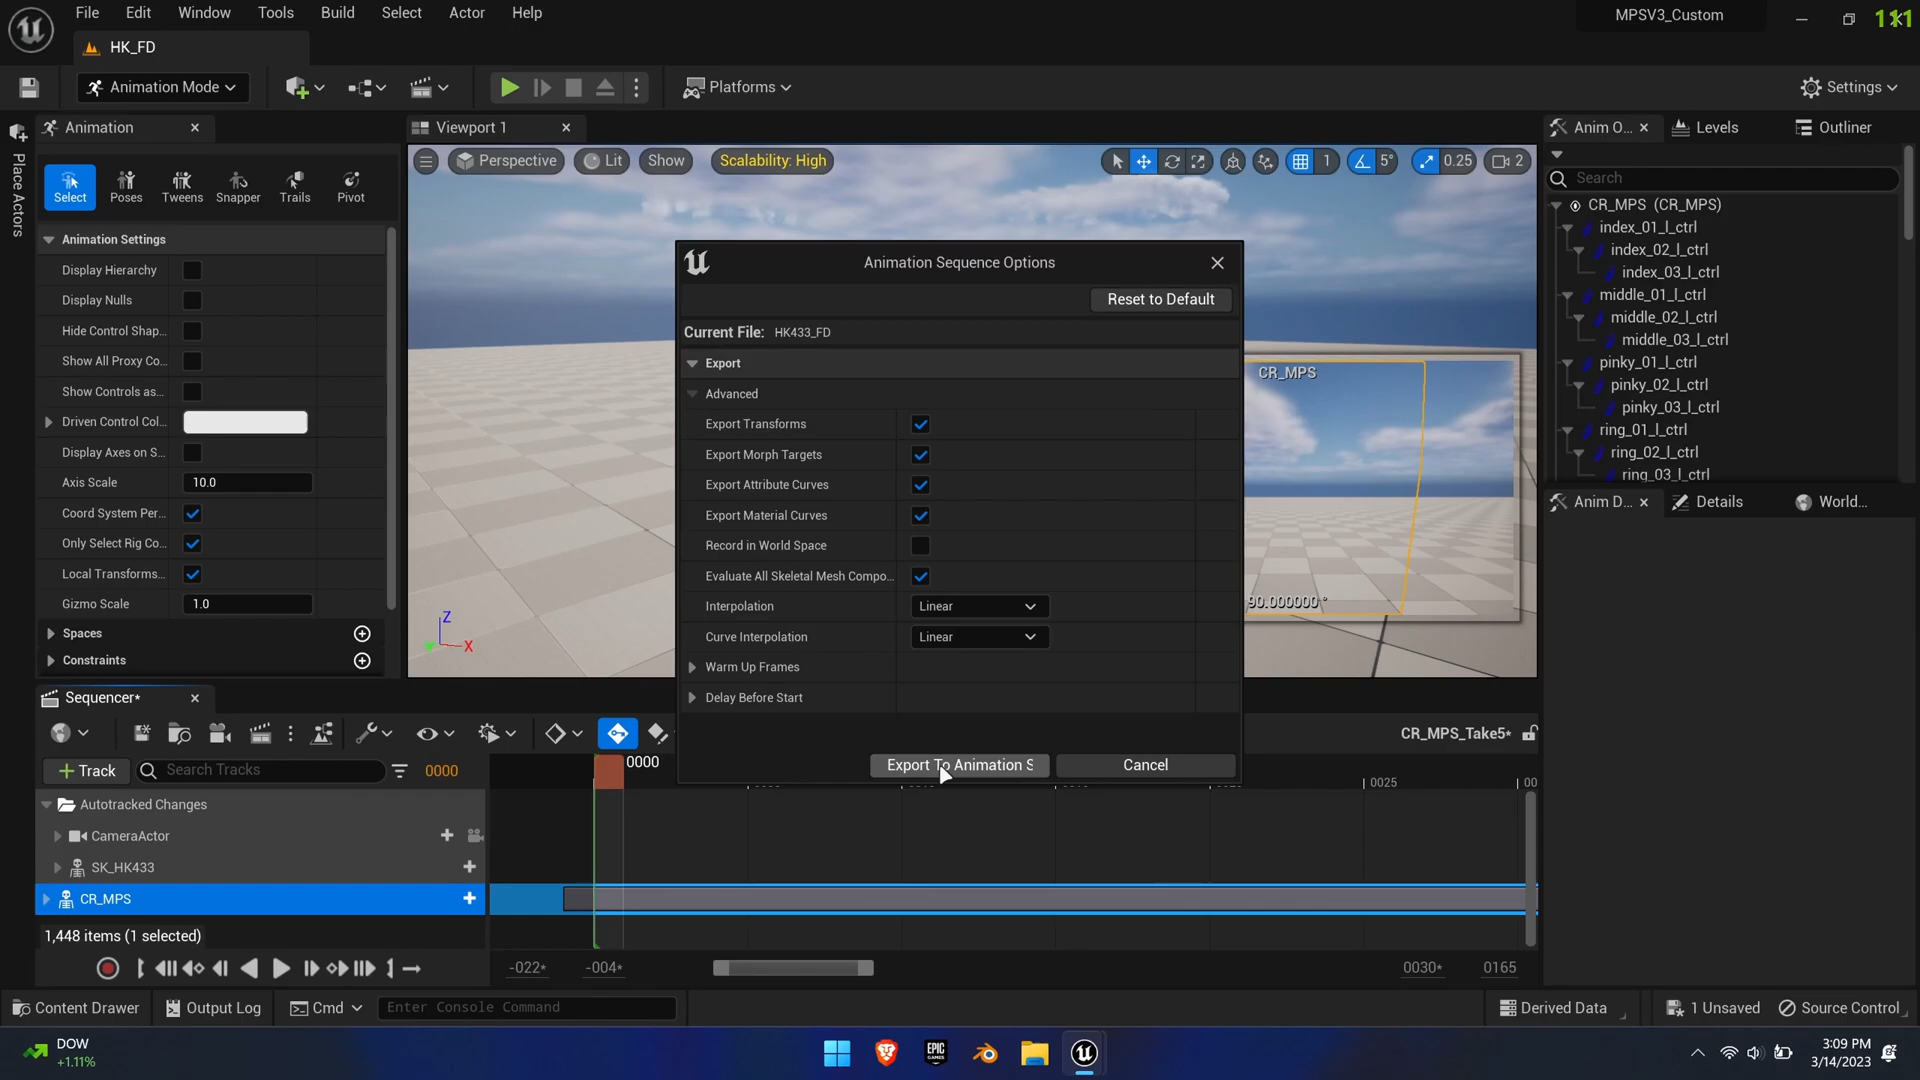 File Edit Window Tools Build Select Actor Help
MPSV3_Custom
HK_FD
Animation Mode
Platforms
Settings
Place Actors
Animation
Viewport 1
Anim O...
Levels
Outliner
Select Poses Tweens Snapper Trails Pivot
Perspective Lit Show Scalability: High
1 5° 0.25 2
Search
Animation Settings
Display Hierarchy
Display Nulls
Hide Control Shap...
Show All Proxy Co...
Show Controls as...
Driven Control Col...
Display Axes on S...
Axis Scale 10.0
Coord System Per...
Only Select Rig Co...
Local Transforms...
Gizmo Scale 1.0
Spaces
Constraints
Z
X
Animation Sequence Options
Reset to Default
Current File: HK433_FD
Export
Advanced
Export Transforms
Export Morph Targets
Export Attribute Curves
Export Material Curves
Record in World Space
Evaluate All Skeletal Mesh Compo...
Interpolation Linear
Curve Interpolation Linear
Warm Up Frames
Delay Before Start
Export To Animation S
Cancel
CR_MPS
90.000000 °
CR_MPS (CR_MPS)
index_01_l_ctrl
index_02_l_ctrl
index_03_l_ctrl
middle_01_l_ctrl
middle_02_l_ctrl
middle_03_l_ctrl
pinky_01_l_ctrl
pinky_02_l_ctrl
pinky_03_l_ctrl
ring_01_l_ctrl
ring_02_l_ctrl
ring_03_l_ctrl
Anim D...
Details
World...
Sequencer*
CR_MPS_Take5*
Track
Search Tracks
0000
0000
0025
Autotracked Changes
CameraActor
SK_HK433
CR_MPS
1,448 items (1 selected)
-022* -004* 0030* 0165
Content Drawer
Output Log
Cmd
Enter Console Command
Derived Data
1 Unsaved
Source Control
DOW
+1.11%
EPIC
GAMES
3:09 PM
3/14/2023